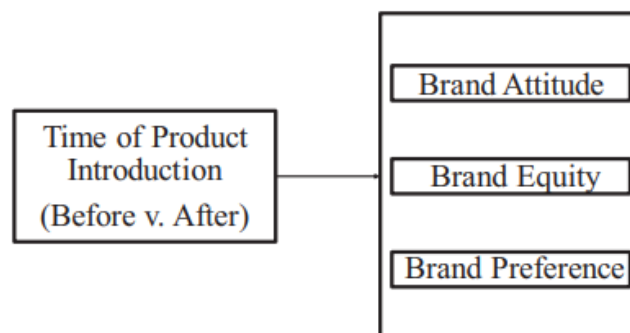 Time of Product
Introduction
(Before v. After)
Brand Attitude
Brand Equity
Brand Preference